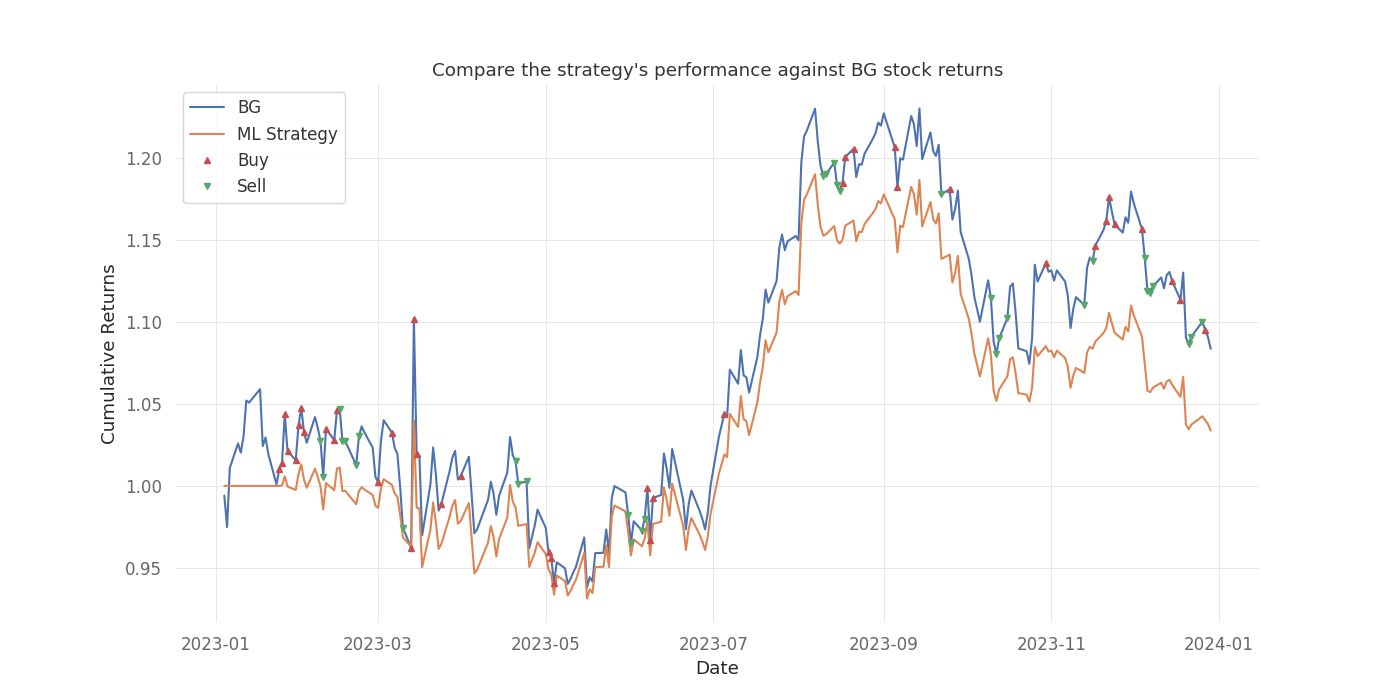 Compare the strategy's performance against BG stock returns
BG
ML Strategy
Buy
Sell
Cumulative Returns
1.20
1.15
1.10
1.05
1.00
0.95
2023-01 2023-03 2023-05 2023-07 2023-09 2023-11 2024-01
Date